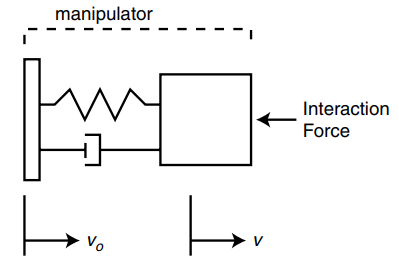 manipulator
Interaction
Force
vo
v